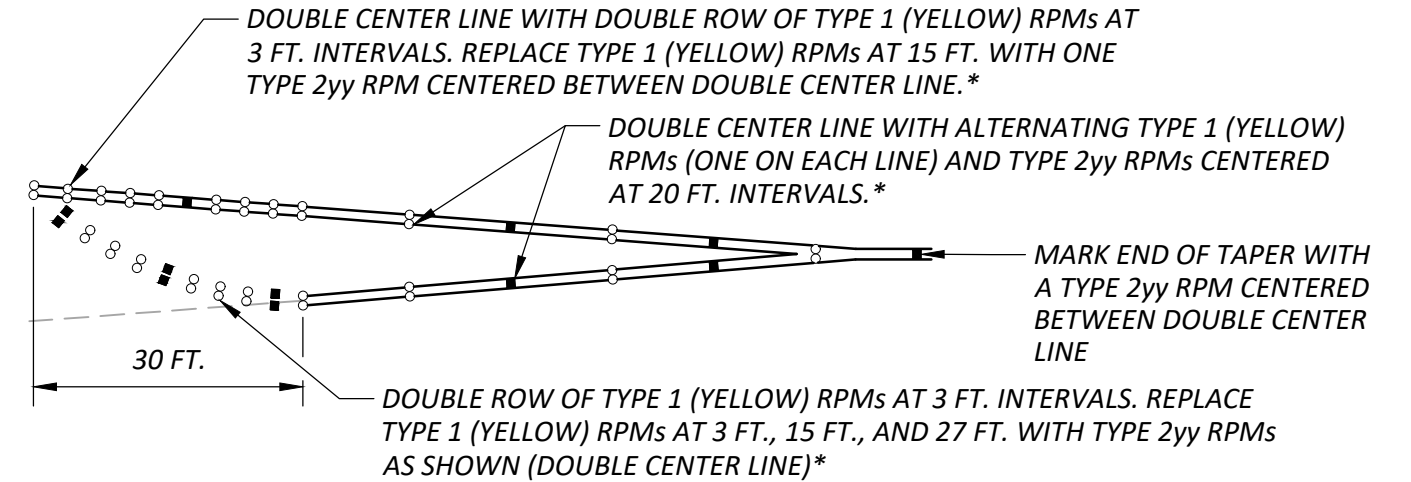 DOUBLE CENTER LINE WITH DOUBLE ROW OF TYPE 1 (YELLOW) RPMs AT
3 FT. INTERVALS. REPLACE TYPE 1 (YELLOW) RPMs AT 15 FT. WITH ONE
TYPE 2yy RPM CENTERED BETWEEN DOUBLE CENTER LINE.*
DOUBLE CENTER LINE WITH ALTERNATING TYPE 1 (YELLOW)
RPMs (ONE ON EACH LINE) AND TYPE 2yy RPMs CENTERED
AT 20 FT. INTERVALS.*
MARK END OF TAPER WITH
A TYPE 2yy RPM CENTERED
BETWEEN DOUBLE CENTER
LINE
30 FT.
DOUBLE ROW OF TYPE 1 (YELLOW) RPMs AT 3 FT. INTERVALS. REPLACE
TYPE 1 (YELLOW) RPMs AT 3 FT., 15 FT., AND 27 FT. WITH TYPE 2yy RPMs
AS SHOWN (DOUBLE CENTER LINE)*